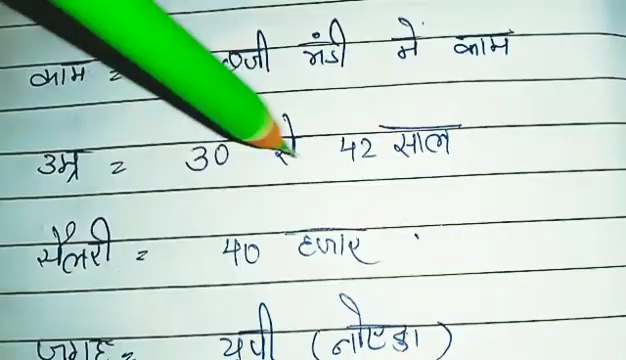 काम = मंडी में काम
उम्र = 30 से 42 साल
सैलरी = 40 हजार
जगह = यूपी (नोएडा)